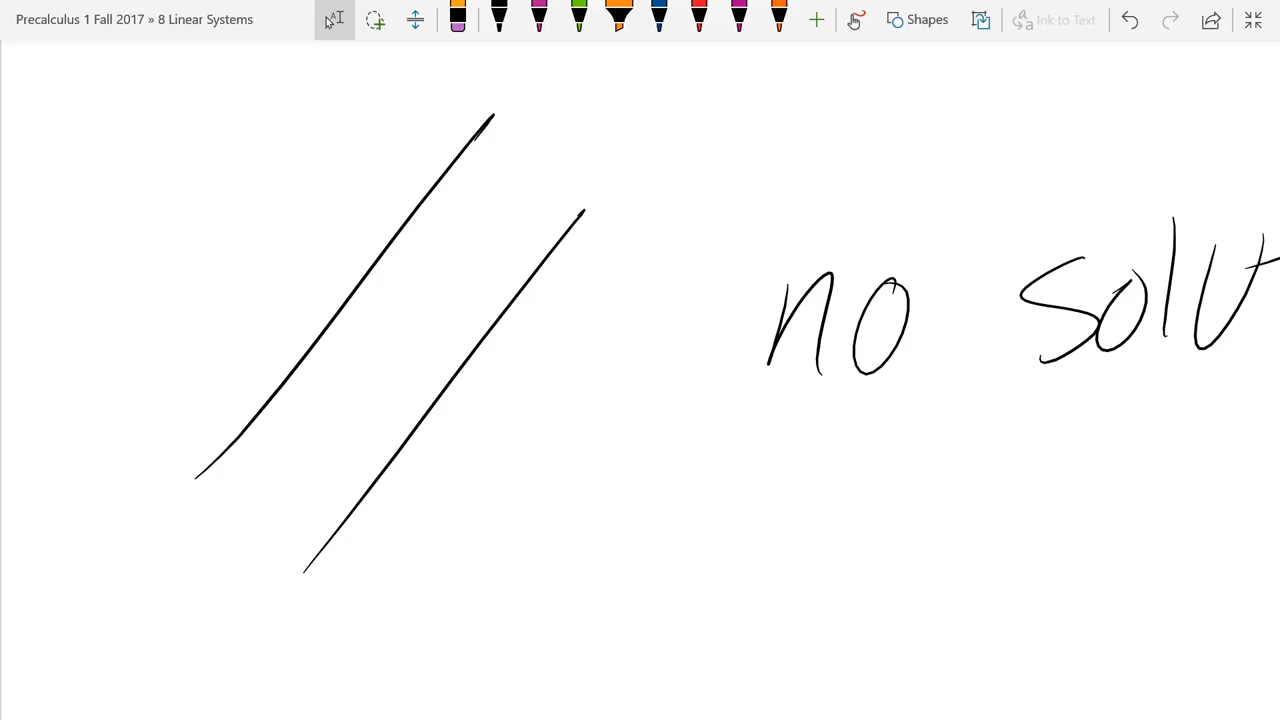 Precalculus 1 Fall 2017 » 8 Linear Systems
Shapes
Ink to Text
no solut